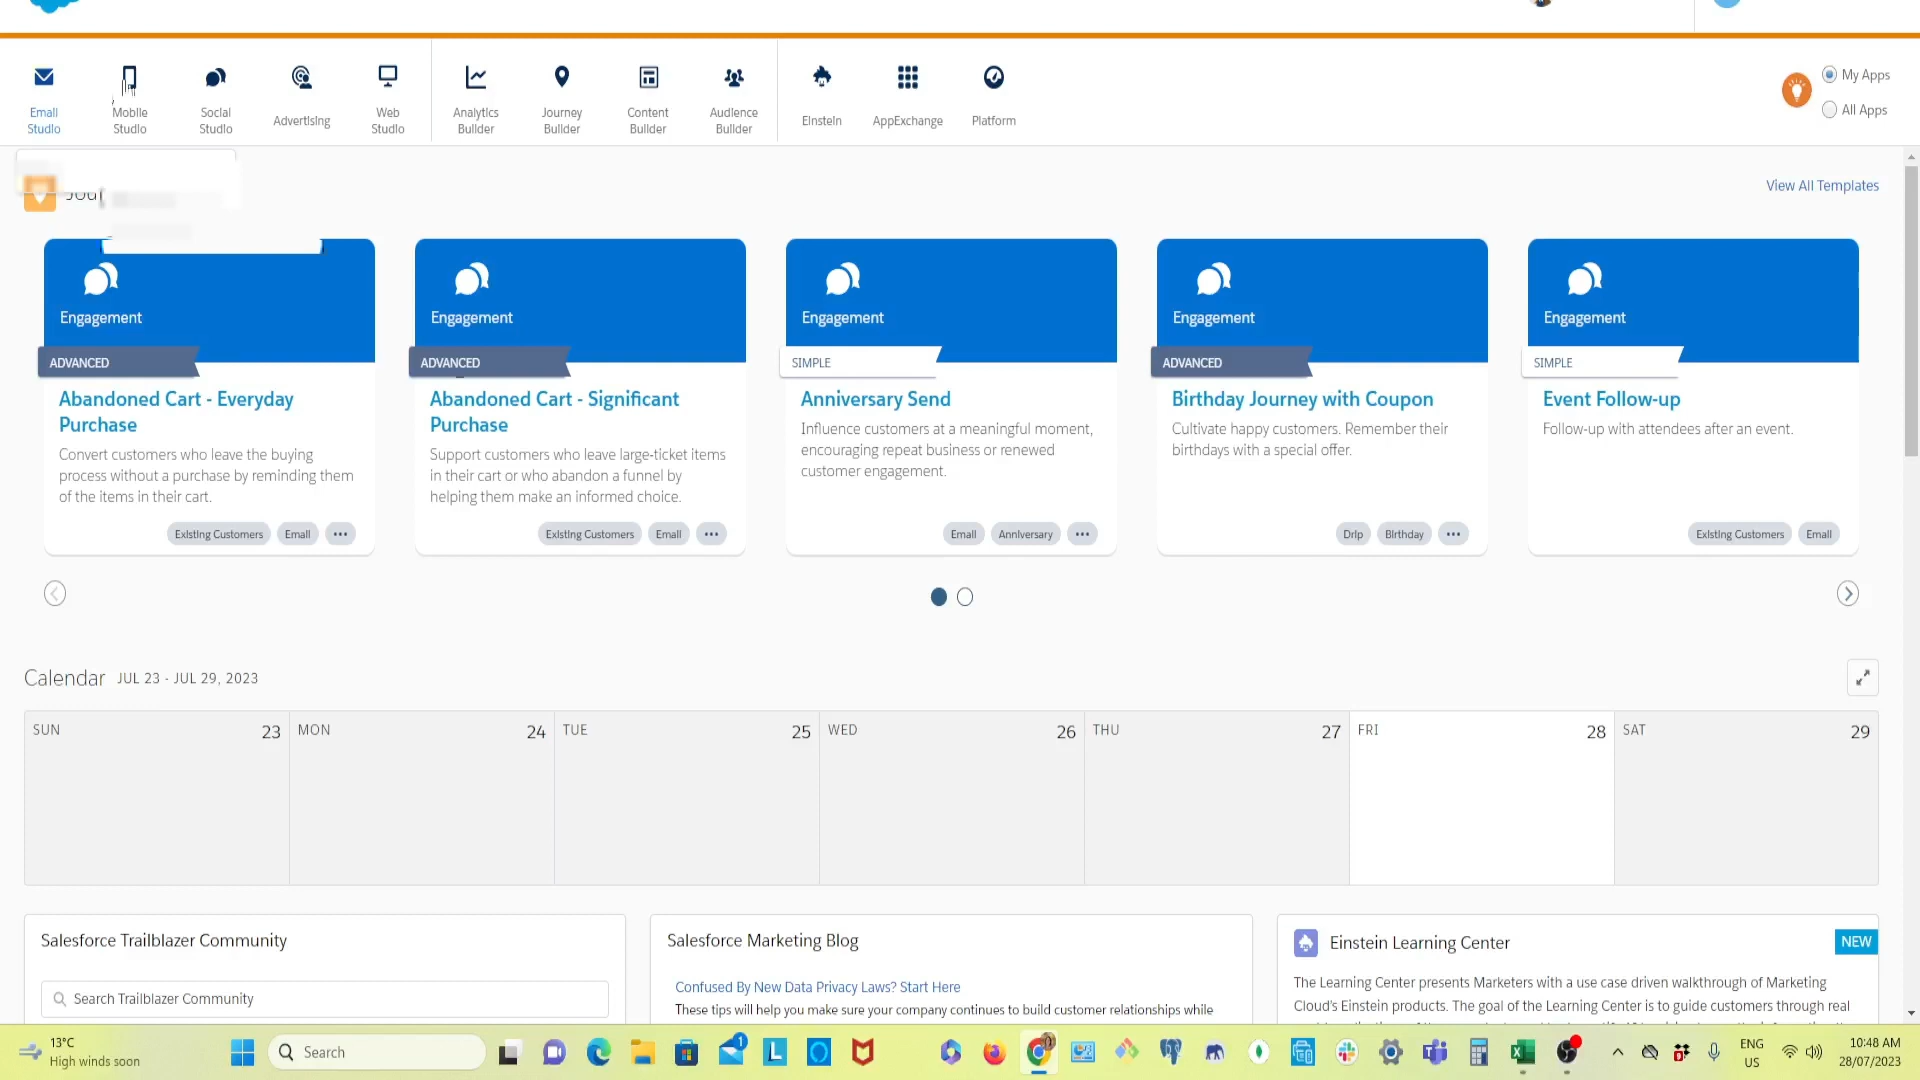 Email Studio
Mobile Studio
Social Studio
Advertising
Web Studio
Analytics Builder
Journey Builder
Content Builder
Audience Builder
Einstein
AppExchange
Platform
My Apps
All Apps
View All Templates
Engagement
ADVANCED
Abandoned Cart - Everyday
Purchase
Convert customers who leave the buying
process without a purchase by reminding them
of the items in their cart.
Existing Customers Email •••
Engagement
ADVANCED
Abandoned Cart - Significant
Purchase
Support customers who leave large-ticket items
in their cart or who abandon a funnel by
helping them make an informed choice.
Existing Customers Email •••
Engagement
SIMPLE
Anniversary Send
Influence customers at a meaningful moment,
encouraging repeat business or renewed
customer engagement.
Email Anniversary •••
Engagement
ADVANCED
Birthday Journey with Coupon
Cultivate happy customers. Remember their
birthdays with a special offer.
Drip Birthday •••
Engagement
SIMPLE
Event Follow-up
Follow-up with attendees after an event.
Existing Customers Email
Calendar JUL 23 - JUL 29, 2023
SUN 23 MON 24 TUE 25 WED 26 THU 27 FRI 28 SAT 29
Salesforce Trailblazer Community
Search Trailblazer Community
Salesforce Marketing Blog
Confused By New Data Privacy Laws? Start Here
These tips will help you make sure your company continues to build customer relationships while
Einstein Learning Center
NEW
The Learning Center presents Marketers with a use case driven walkthrough of Marketing
Cloud's Einstein products. The goal of the Learning Center is to guide customers through real
13°C
High winds soon
Search
1
ENG
US
10:48 AM
28/07/2023